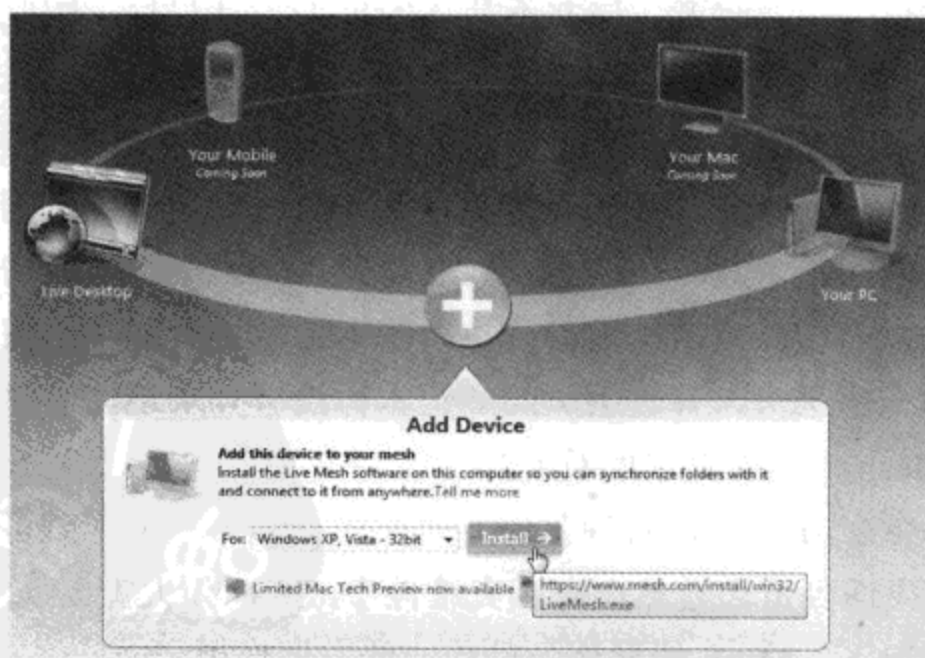 Your Mobile
Coming Soon
Your Mac
Coming Soon
Live Desktop
Your PC
Add Device
Add this device to your mesh
Install the Live Mesh software on this computer so you can synchronize folders with it
and connect to it from anywhere. Tell me more
For: Windows XP, Vista - 32bit
Install
Limited Mac Tech Preview now available
https://www.mesh.com/install/win32/
LiveMesh.exe